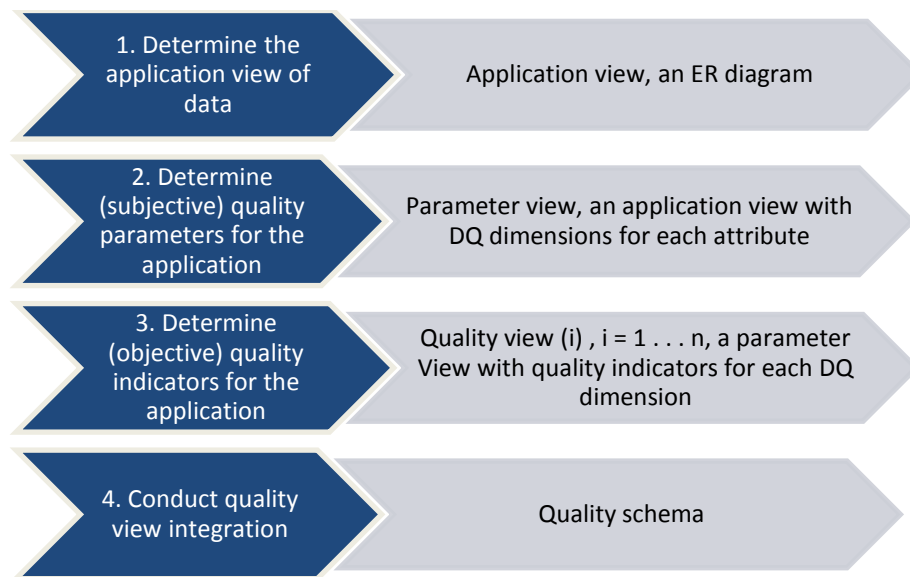 1. Determine the
application view of
data
Application view, an ER diagram
2. Determine
(subjective) quality
parameters for the
application
Parameter view, an application view with
DQ dimensions for each attribute
3. Determine
(objective) quality
indicators for the
application
Quality view (i) , i = 1 . . . n, a parameter
View with quality indicators for each DQ
dimension
4. Conduct quality
view integration
Quality schema